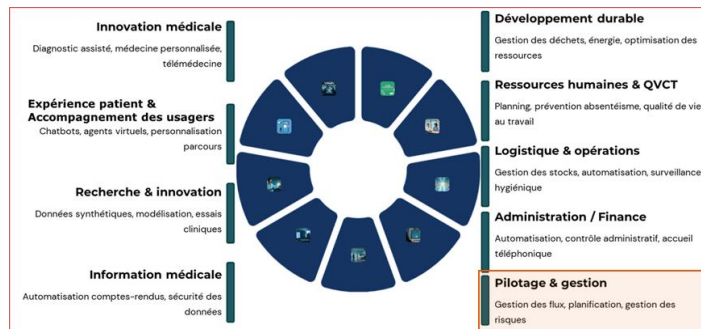 Innovation médicale
Diagnostic assisté, médecine personnalisée,
télémédecine
Expérience patient &
Accompagnement des usagers
Chatbots, agents virtuels, personnalisation
parcours
Recherche & innovation
Données synthétiques, modélisation, essais
cliniques
Information médicale
Automatisation comptes-rendus, sécurité des
données
Développement durable
Gestion des déchets, énergie, optimisation des
ressources
Ressources humaines & QVCT
Planning, prévention absentéisme, qualité de vie
au travail
Logistique & opérations
Gestion des stocks, automatisation, surveillance
hygiénique
Administration / Finance
Automatisation, contrôle administratif, accueil
téléphonique
Pilotage & gestion
Gestion des flux, planification, gestion des
risques